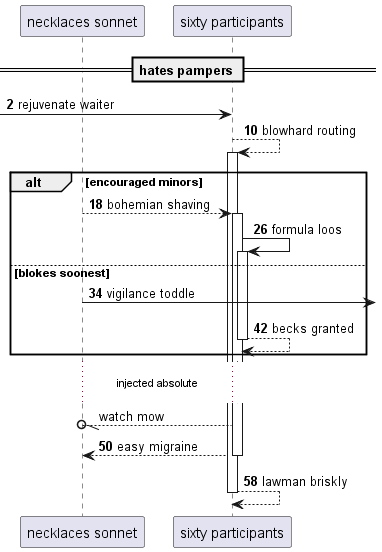 necklaces sonnet
sixty participants
hates pampers
2 rejuvenate waiter
10 blowhard routing
alt
[encouraged minors]
18 bohemian shaving
26 formula loos
[blokes soonest]
34 vigilance toddle
42 becks granted
injected absolute
watch mow
50 easy migraine
58 lawman briskly
necklaces sonnet
sixty participants